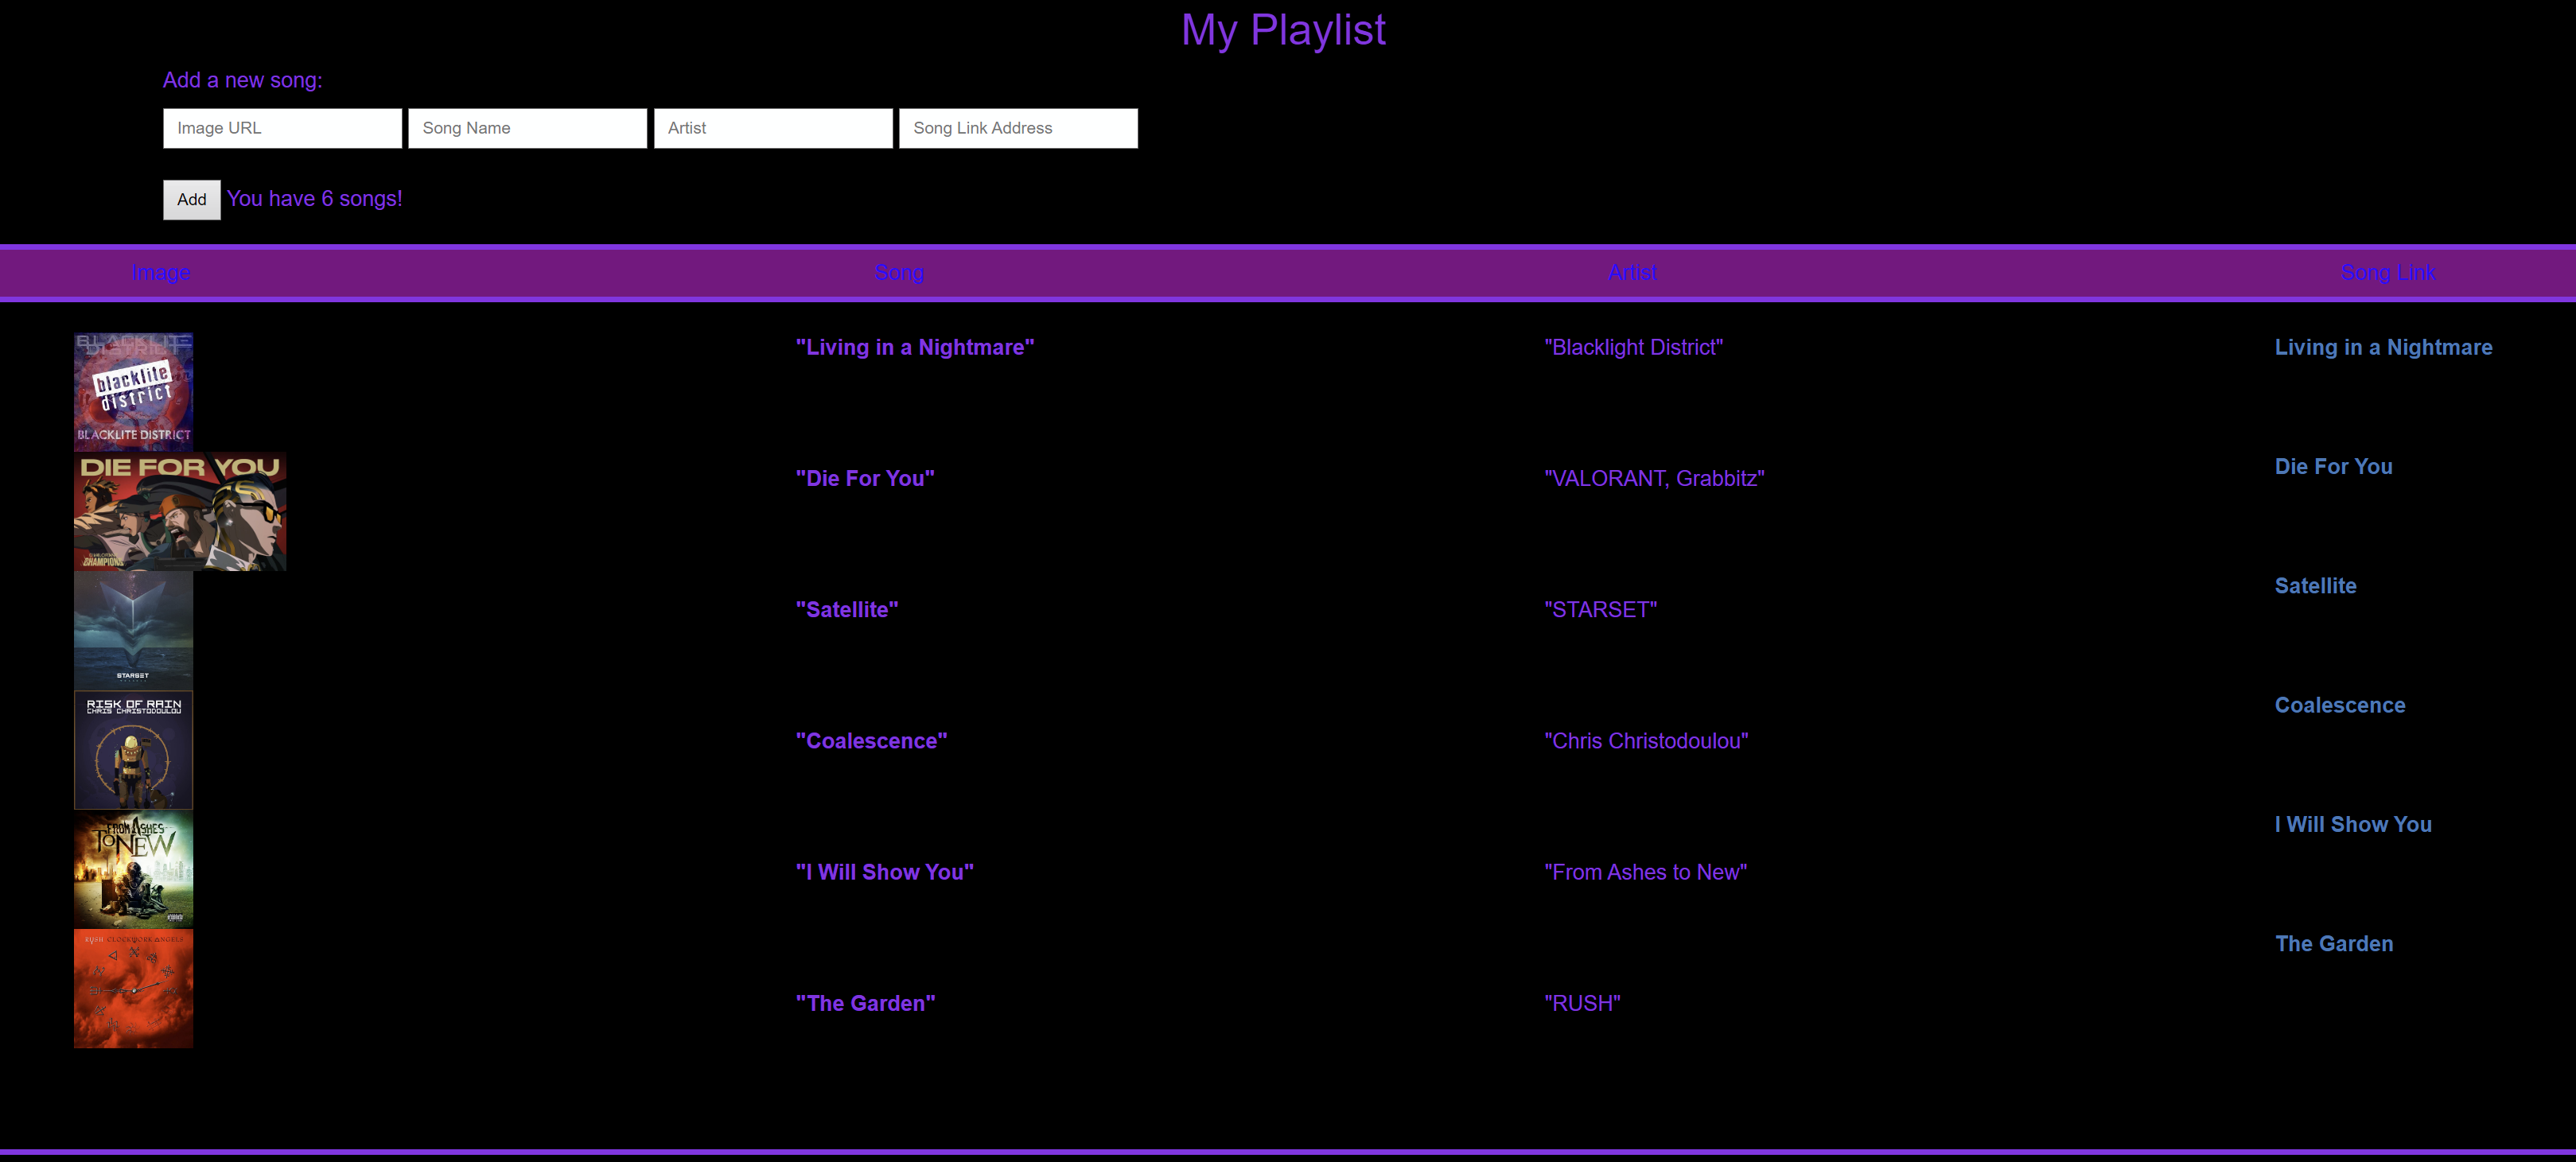 My Playlist
Add a new song:
Image URL Song Name Artist Song Link Address
Add You have 6 songs!
Image Song Artist Song Link
BLACKLITE
DISTRICT
blacklite
district
BLACKLITE DISTRICT
"Living in a Nightmare" "Blacklight District" Living in a Nightmare
DIE FOR YOU
CHAMPIONS
"Die For You" "VALORANT, Grabbitz" Die For You
STARSET
"Satellite" "STARSET" Satellite
RISK OF RAIN
CHRIS CHRISTODOULOU
"Coalescence" "Chris Christodoulou" Coalescence
FROM ASHES
TO NEW
"I Will Show You" "From Ashes to New" I Will Show You
RUSH CLOCKWORK ANGELS
"The Garden" "RUSH" The Garden